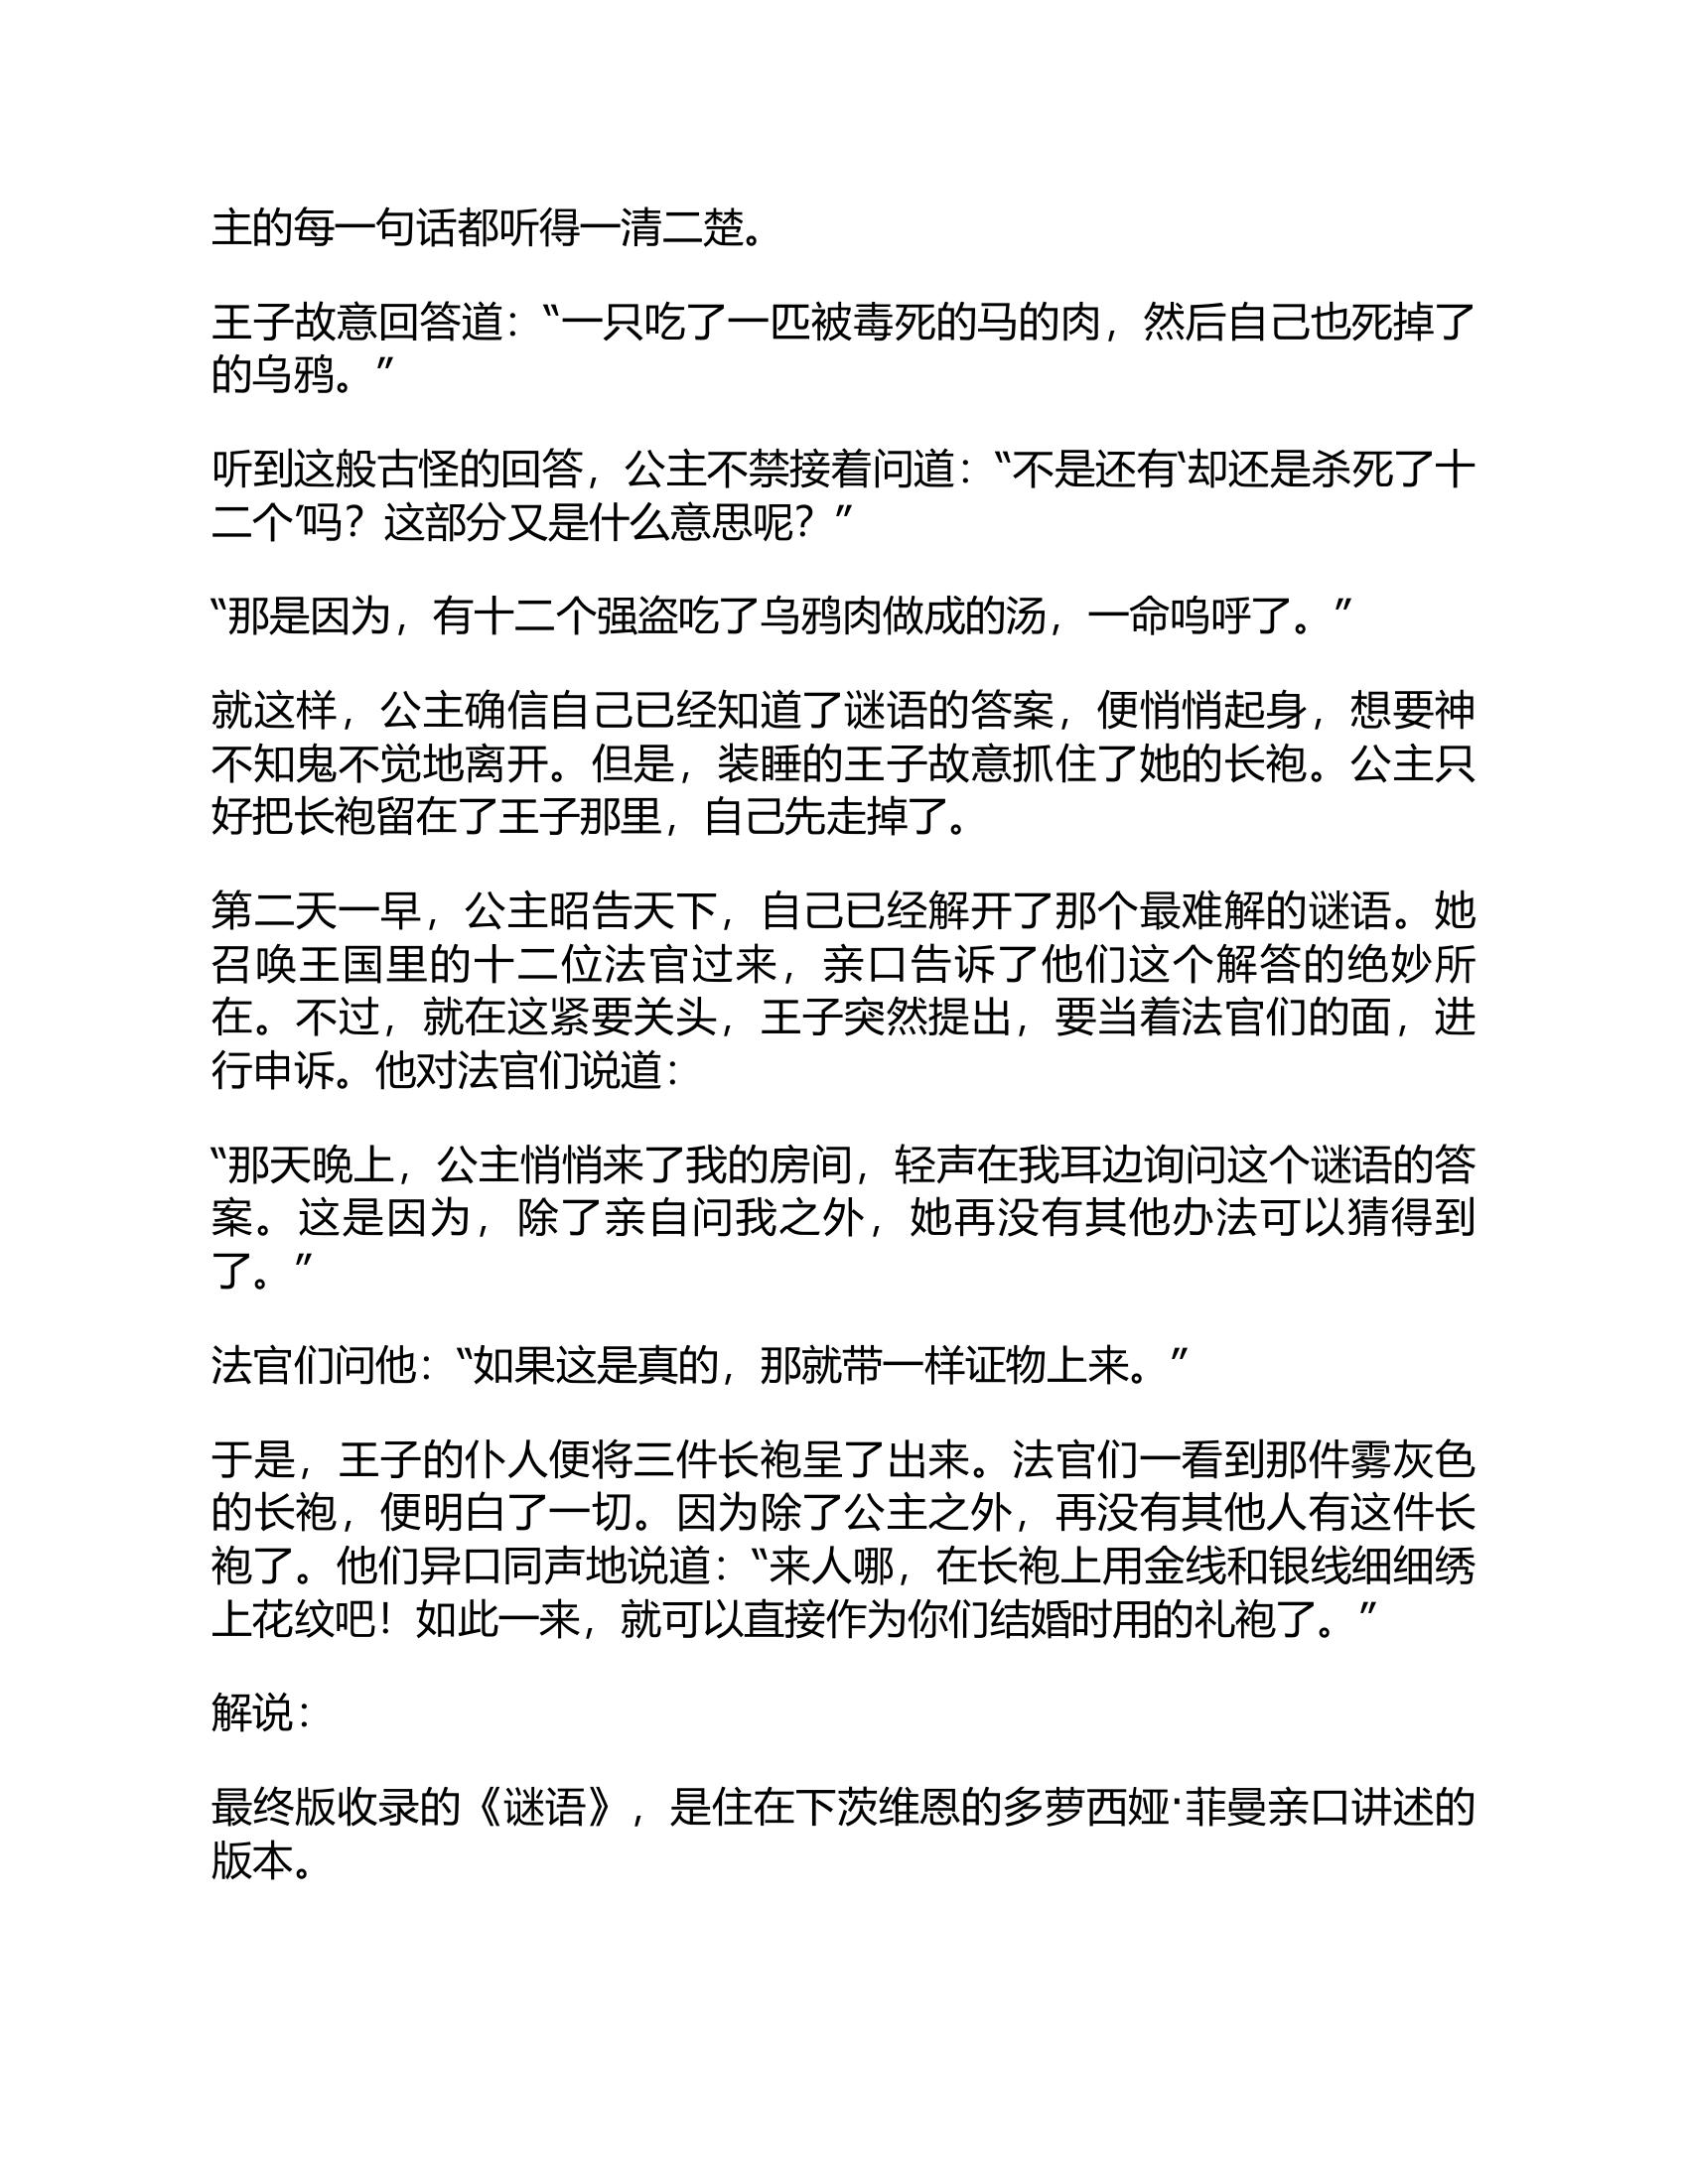 主的每一句话都听得一清二楚。
王子故意回答道：“一只吃了一匹被毒死的马的肉，然后自己也死掉了
的乌鸦。”
听到这般古怪的回答，公主不禁接着问道：“不是还有‘却还是杀死了十
二个’吗？这部分又是什么意思呢？”
“那是因为，有十二个强盗吃了乌鸦肉做成的汤，一命呜呼了。”
就这样，公主确信自己已经知道了谜语的答案，便悄悄起身，想要神
不知鬼不觉地离开。但是，装睡的王子故意抓住了她的长袍。公主只
好把长袍留在了王子那里，自己先走掉了。
第二天一早，公主昭告天下，自己已经解开了那个最难解的谜语。她
召唤王国里的十二位法官过来，亲口告诉了他们这个解答的绝妙所
在。不过，就在这紧要关头，王子突然提出，要当着法官们的面，进
行申诉。他对法官们说道：
“那天晚上，公主悄悄来了我的房间，轻声在我耳边询问这个谜语的答
案。这是因为，除了亲自问我之外，她再没有其他办法可以猜得到
了。”
法官们问他：“如果这是真的，那就带一样证物上来。”
于是，王子的仆人便将三件长袍呈了出来。法官们一看到那件雾灰色
的长袍，便明白了一切。因为除了公主之外，再没有其他人有这件长
袍了。他们异口同声地说道：“来人哪，在长袍上用金线和银线细细绣
上花纹吧！如此一来，就可以直接作为你们结婚时用的礼袍了。”
解说：
最终版收录的《谜语》，是住在下茨维恩的多萝西娅·菲曼亲口讲述的
版本。